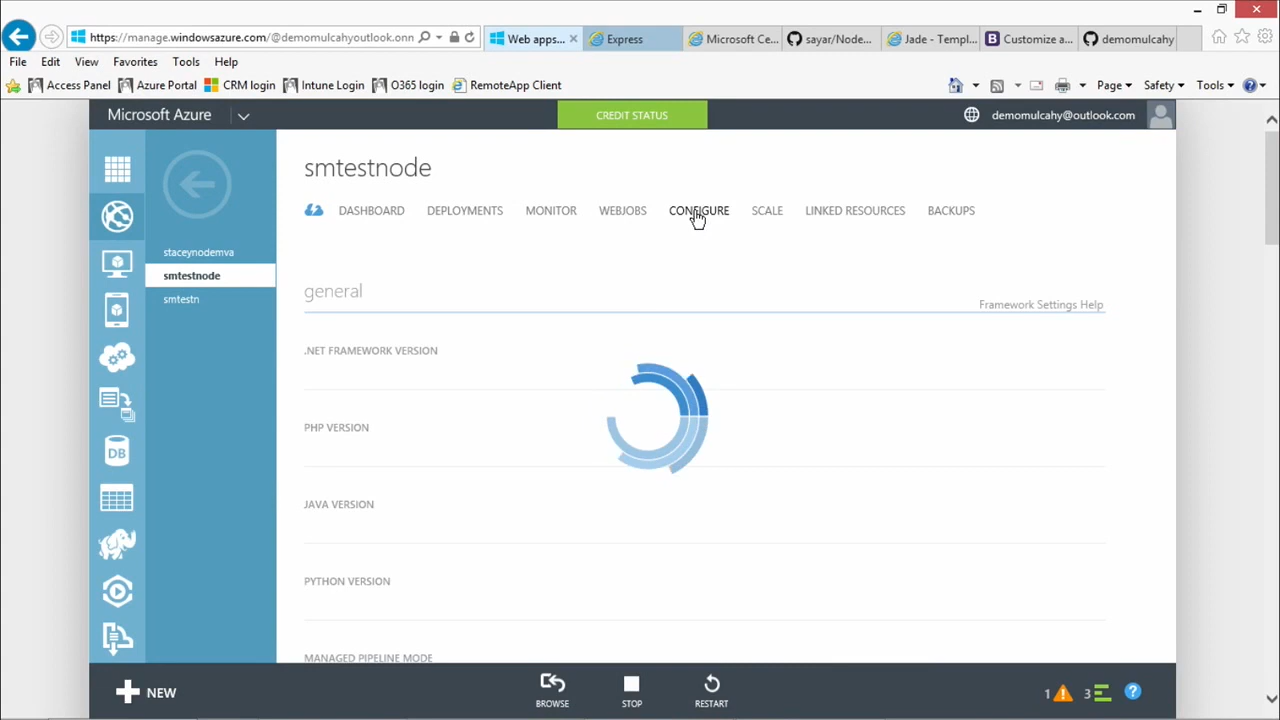 https://manage.windowsazure.com/@demomulcahyoutlook.onn
Web apps...
Express
Microsoft Ce...
sayar/Node...
Jade - Templ...
Customize a...
demomulcahy
File Edit View Favorites Tools Help
Access Panel Azure Portal CRM login Intune Login O365 login RemoteApp Client
Page Safety Tools
Microsoft Azure
CREDIT STATUS
demomulcahy@outlook.com
smtestnode
DASHBOARD DEPLOYMENTS MONITOR WEBJOBS CONFIGURE SCALE LINKED RESOURCES BACKUPS
staceynodemva
smtestnode
smtestn
general
Framework Settings Help
.NET FRAMEWORK VERSION
PHP VERSION
JAVA VERSION
PYTHON VERSION
MANAGED PIPELINE MODE
DB
NEW
BROWSE
STOP
RESTART
1
3
?